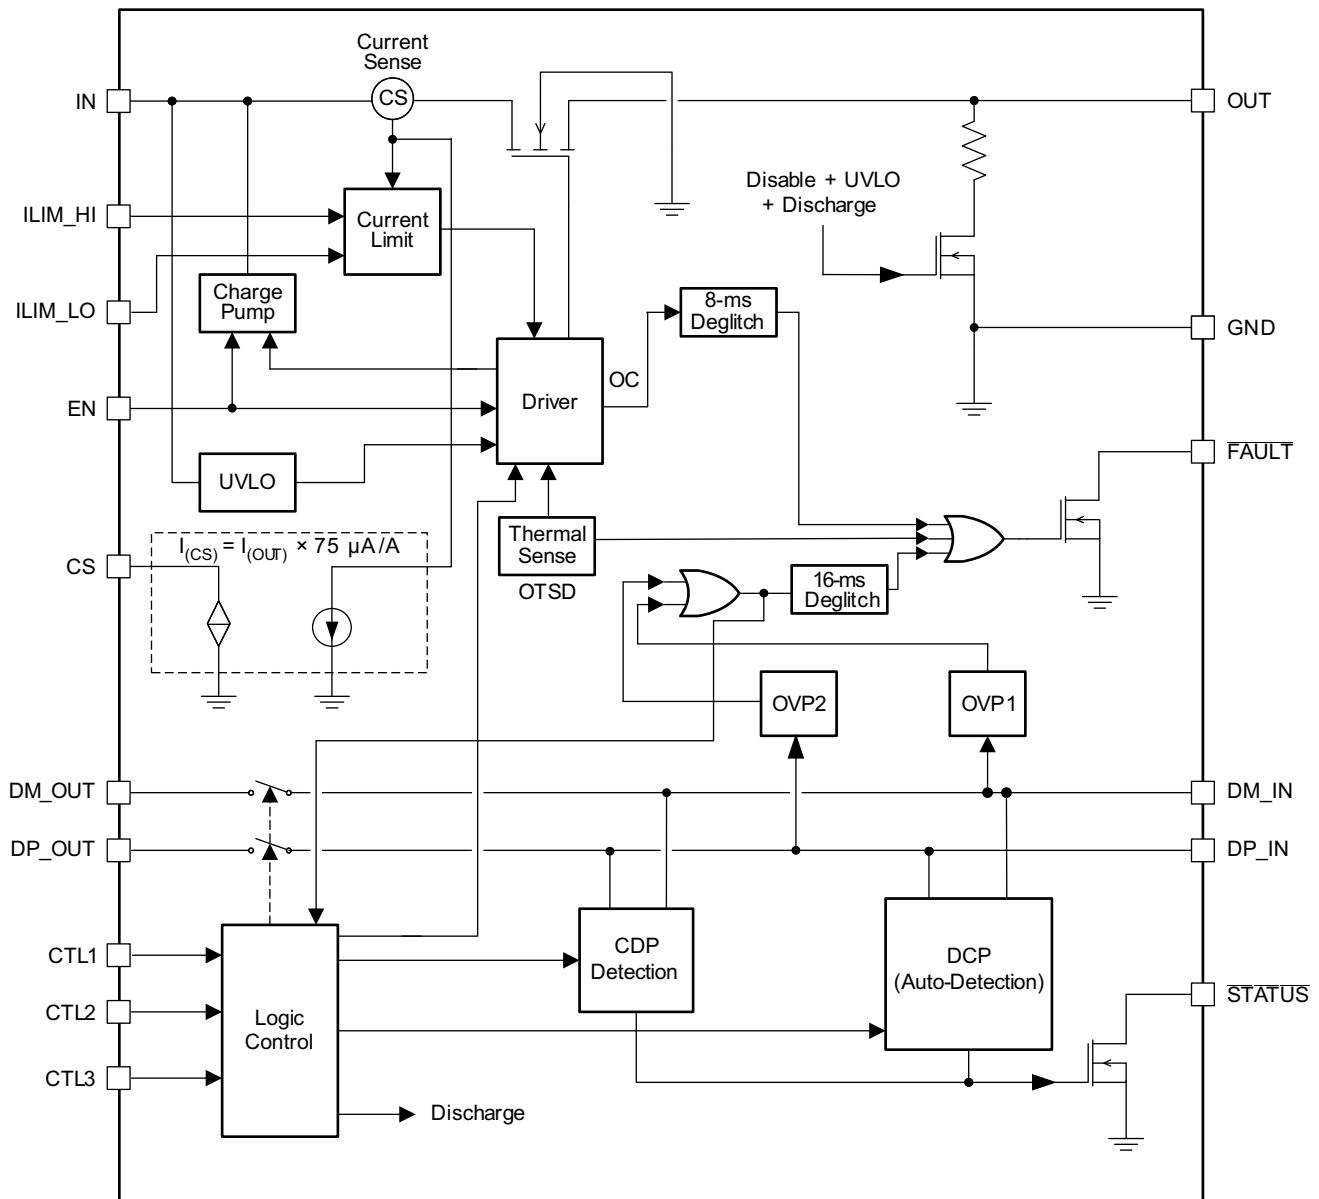 Current
Sense
IN
CS
OUT
Disable + UVLO
+ Discharge
ILIM_HI
Current
Limit
ILIM_LO
Charge
Pump
8-ms
Deglitch
GND
OC
EN
Driver
FAULT
UVLO
Thermal
Sense
OTSD
I(CS) = I(OUT) × 75 µA/A
CS
16-ms
Deglitch
OVP2
OVP1
DM_OUT
DM_IN
DP_OUT
DP_IN
CTL1
CDP
Detection
DCP
(Auto-Detection)
STATUS
CTL2
Logic
Control
CTL3
Discharge